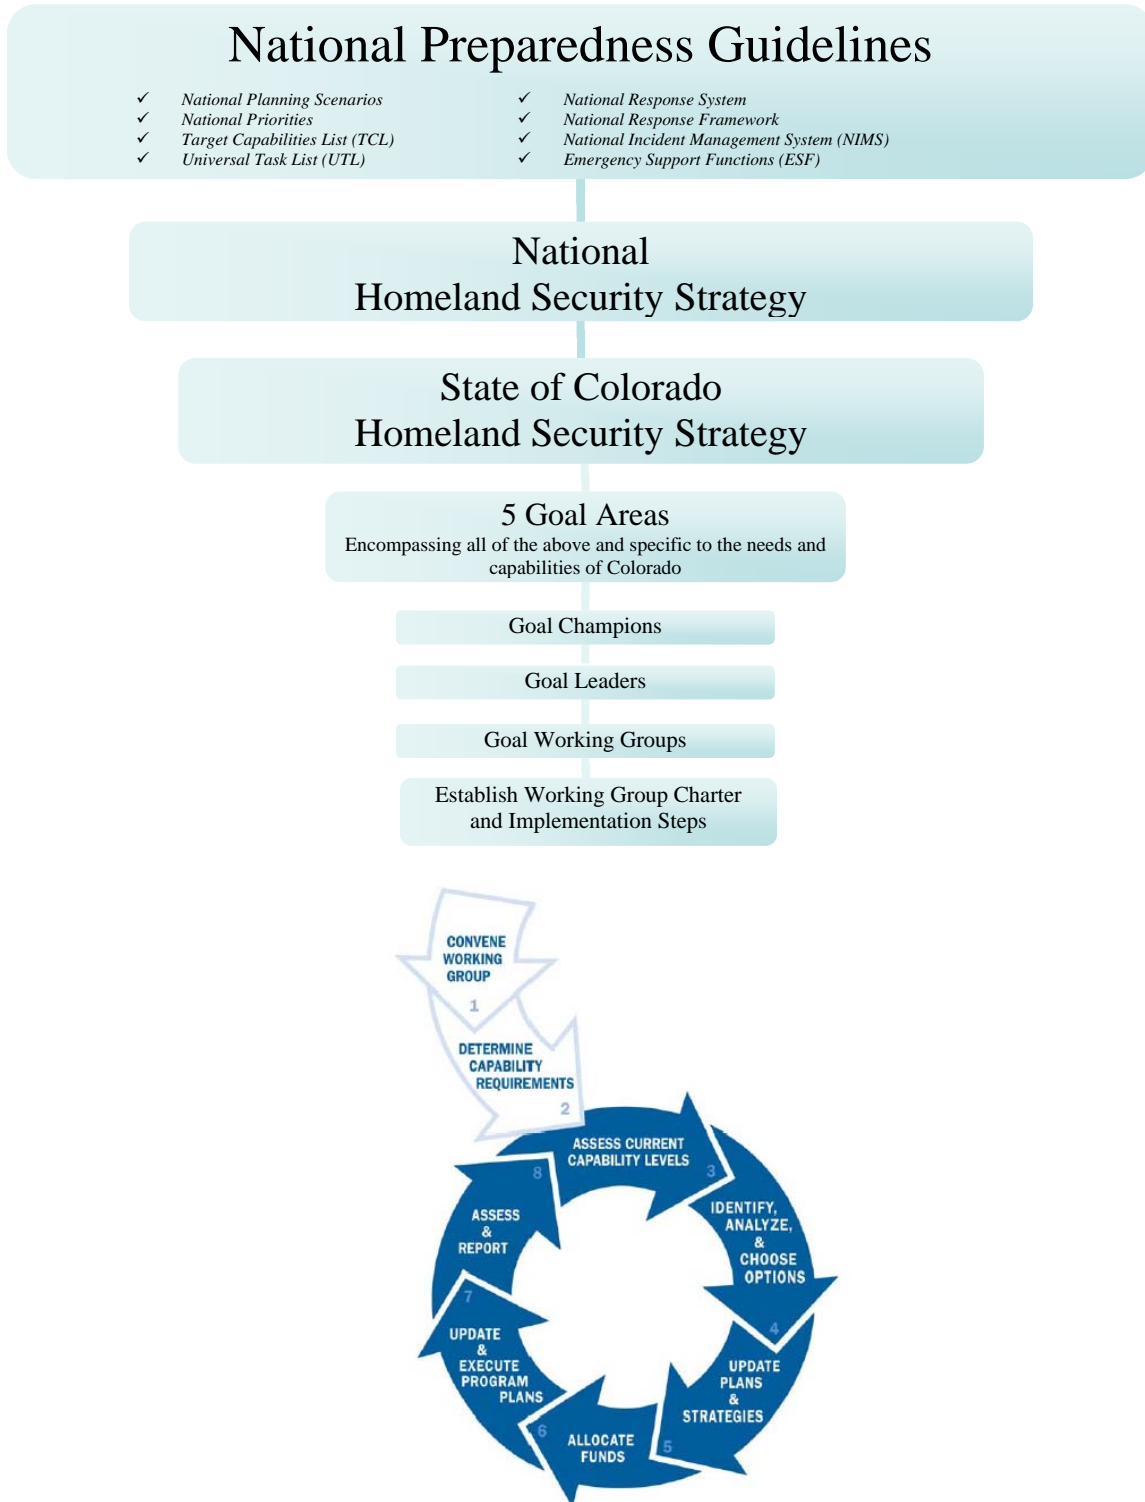 National Preparedness Guidelines
✓ National Planning Scenarios
✓ National Priorities
✓ Target Capabilities List (TCL)
✓ Universal Task List (UTL)
✓ National Response System
✓ National Response Framework
✓ National Incident Management System (NIMS)
✓ Emergency Support Functions (ESF)
National
Homeland Security Strategy
State of Colorado
Homeland Security Strategy
5 Goal Areas
Encompassing all of the above and specific to the needs and
capabilities of Colorado
Goal Champions
Goal Leaders
Goal Working Groups
Establish Working Group Charter
and Implementation Steps
CONVENE
WORKING
GROUP
1
DETERMINE
CAPABILITY
REQUIREMENTS
2
ASSESS CURRENT
CAPABILITY LEVELS
3
IDENTIFY,
ANALYZE,
&
CHOOSE
OPTIONS
4
UPDATE
PLANS
&
STRATEGIES
5
ALLOCATE
FUNDS
6
UPDATE
&
EXECUTE
PROGRAM
PLANS
7
ASSESS
&
REPORT
8